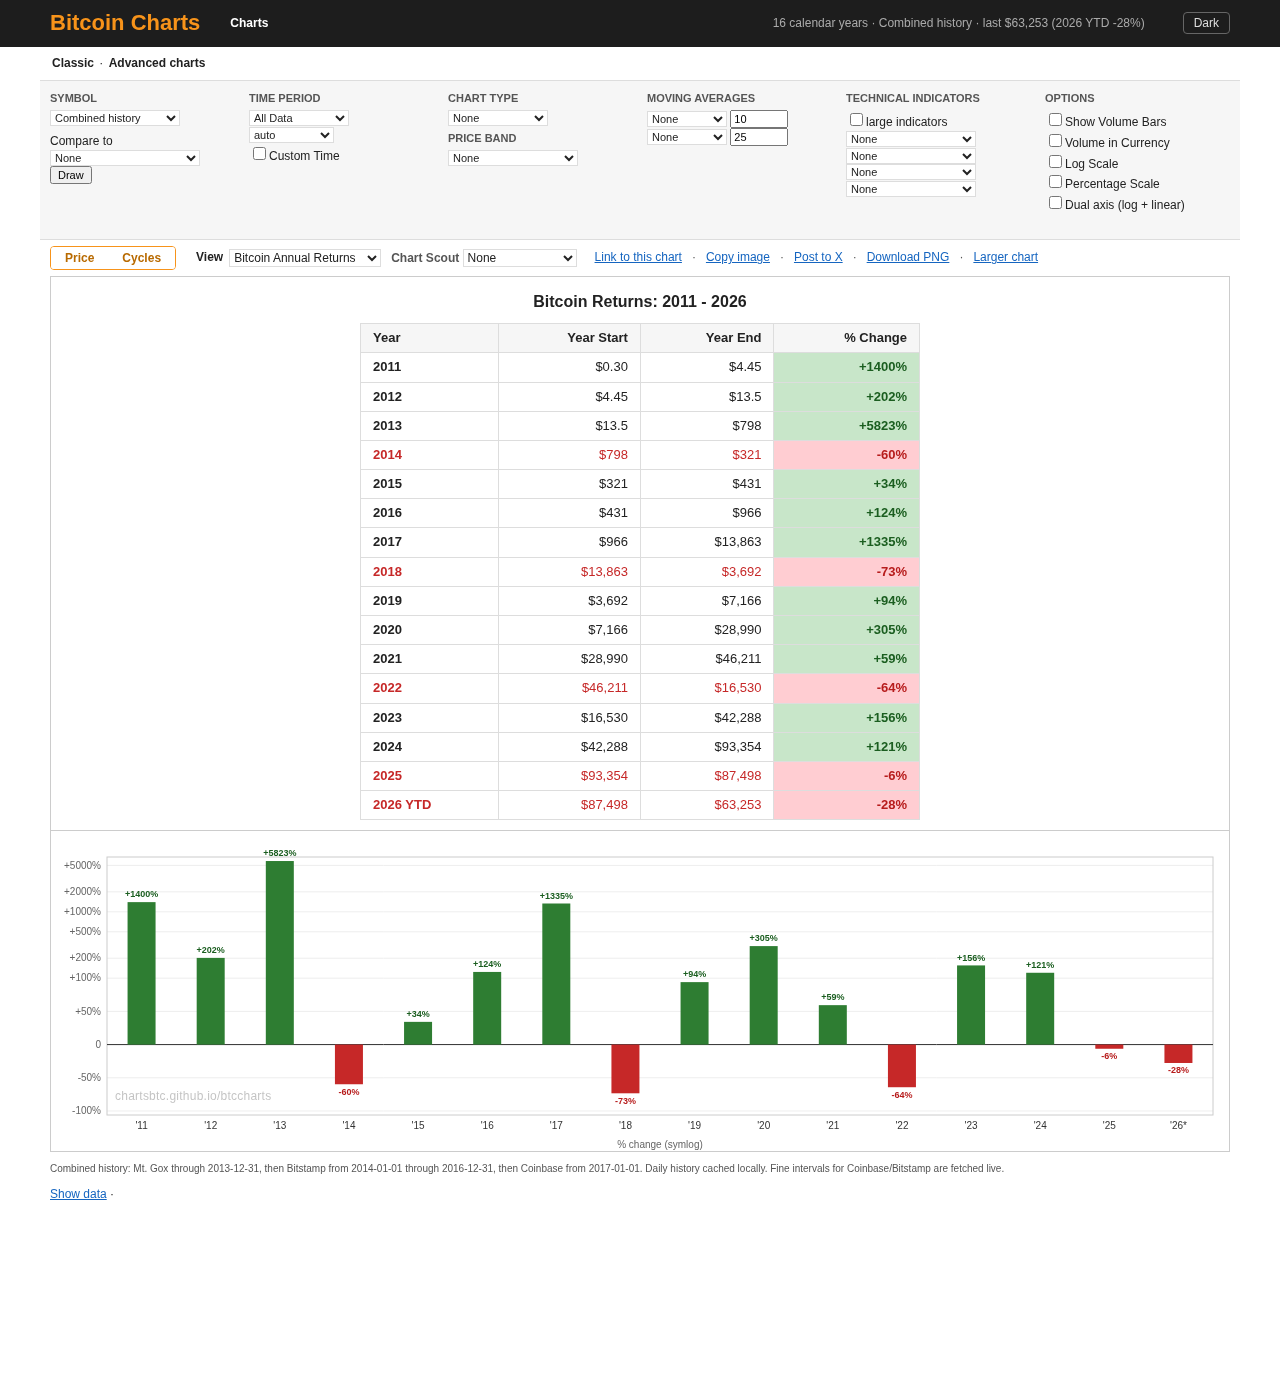 Bitcoin Charts Charts 16 calendar years · Combined history · last $63,253 (2026 YTD -28%) Dark
Classic · Advanced charts
SYMBOL TIME PERIOD CHART TYPE MOVING AVERAGES TECHNICAL INDICATORS OPTIONS
Combined history All Data None None 10 large indicators Show Volume Bars
Compare to auto PRICE BAND None 25 None Volume in Currency
None Custom Time None None Log Scale
Draw None Percentage Scale
None Dual axis (log + linear)
Price Cycles View Bitcoin Annual Returns Chart Scout None Link to this chart · Copy image · Post to X · Download PNG · Larger chart
Bitcoin Returns: 2011 - 2026
Year Year Start Year End % Change
2011 $0.30 $4.45 +1400%
2012 $4.45 $13.5 +202%
2013 $13.5 $798 +5823%
2014 $798 $321 -60%
2015 $321 $431 +34%
2016 $431 $966 +124%
2017 $966 $13,863 +1335%
2018 $13,863 $3,692 -73%
2019 $3,692 $7,166 +94%
2020 $7,166 $28,990 +305%
2021 $28,990 $46,211 +59%
2022 $46,211 $16,530 -64%
2023 $16,530 $42,288 +156%
2024 $42,288 $93,354 +121%
2025 $93,354 $87,498 -6%
2026 YTD $87,498 $63,253 -28%
+5823%
+5000%
+2000% +1400% +1335%
+1000%
+500% +305%
+200% +202% +124% +156% +121%
+100% +94%
+50% +34% +59%
0
-6%
-50% -28%
-60% -73% -64%
chartsbtc.github.io/btccharts
-100%
'11 '12 '13 '14 '15 '16 '17 '18 '19 '20 '21 '22 '23 '24 '25 '26*
% change (symlog)
Combined history: Mt. Gox through 2013-12-31, then Bitstamp from 2014-01-01 through 2016-12-31, then Coinbase from 2017-01-01. Daily history cached locally. Fine intervals for Coinbase/Bitstamp are fetched live.
Show data ·